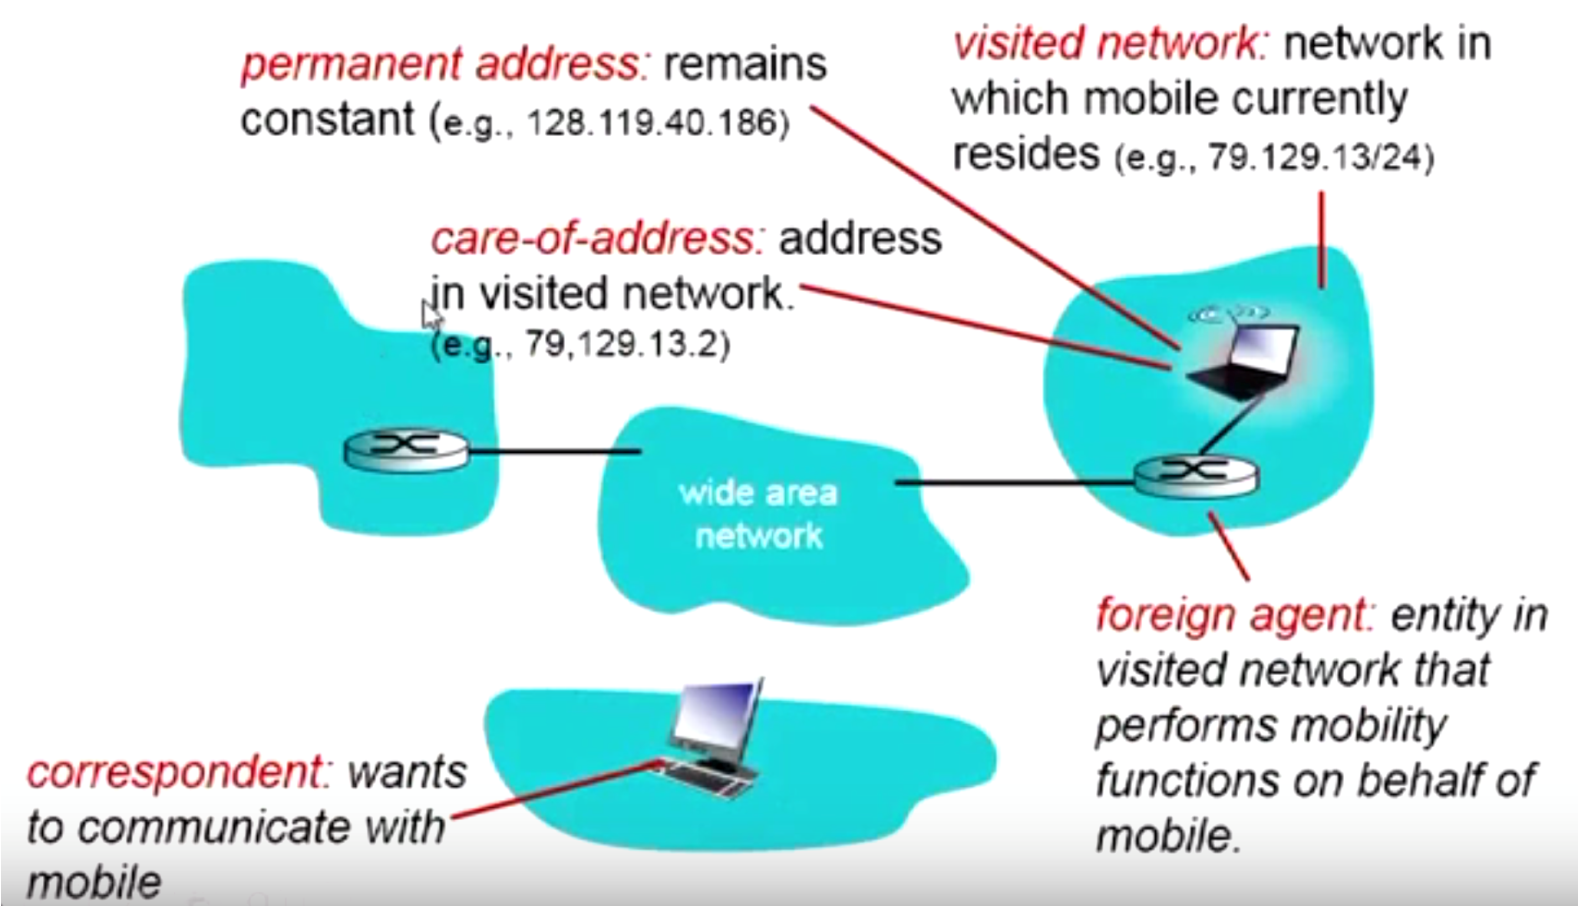 permanent address: remains
constant (e.g., 128.119.40.186)
visited network: network in
which mobile currently
resides (e.g., 79.129.13/24)
care-of-address: address
in visited network.
(e.g., 79,129.13.2)
wide area
network
foreign agent: entity in
visited network that
performs mobility
functions on behalf of
mobile.
correspondent: wants
to communicate with
mobile